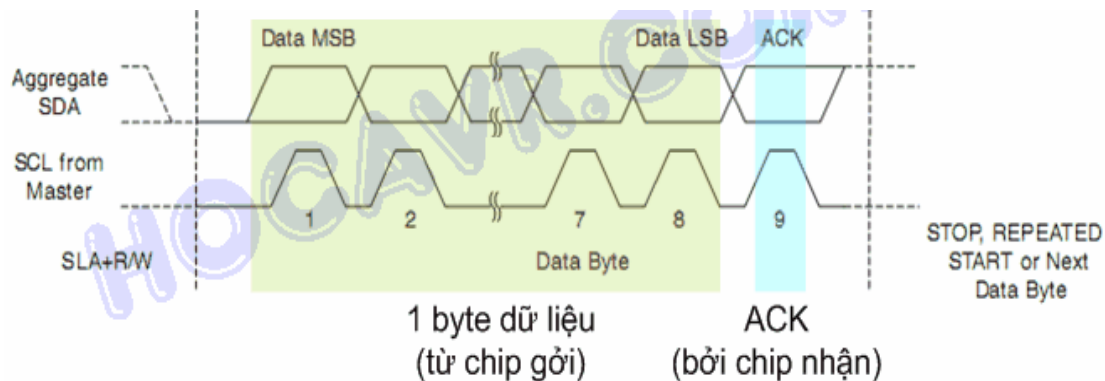 HOCAVR.COM
Data MSB
Data LSB
ACK
Aggregate
SDA
SCL from
Master
1
2
7
8
9
SLA+R/W
Data Byte
STOP, REPEATED
START or Next
Data Byte
1 byte dữ liệu
(từ chip gởi)
ACK
(bởi chip nhận)